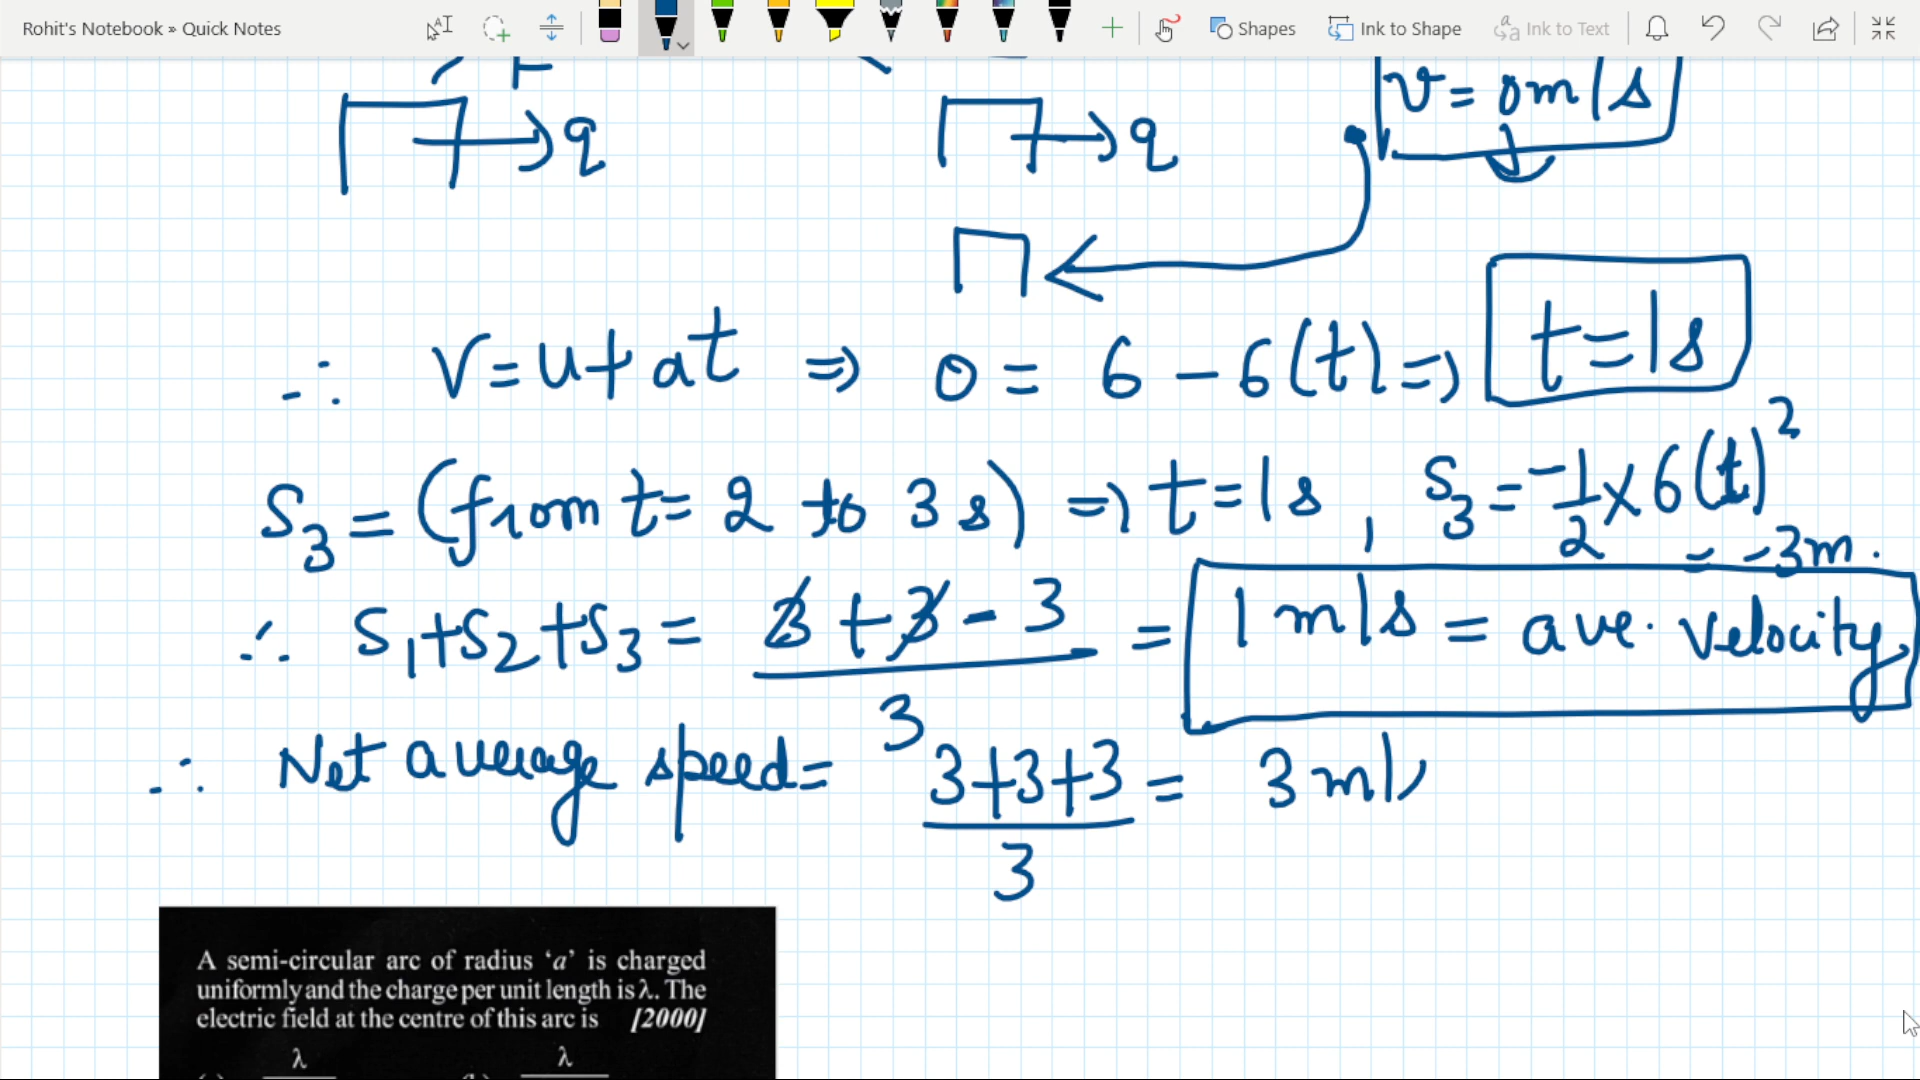 Rohit's Notebook » Quick Notes
Shapes
Ink to Shape
Ink to Text
v = 0m/s
q
q
∴ v = u + at ⇒ 0 = 6 - 6(t) ⇒ t = 1s
S₃ = (from t = 2 to 3 s) ⇒ t = 1s, S₃ = -1/2 × 6(t)²
= -3m.
∴ S₁+S₂+S₃ = 3 + 3 - 3 / 3 = 1 m/s = ave. velocity
∴ Net average speed = 3+3+3 / 3 = 3 m/
A semi-circular arc of radius ‘a’ is charged
uniformly and the charge per unit length is λ. The
electric field at the centre of this arc is [2000]
λ λ